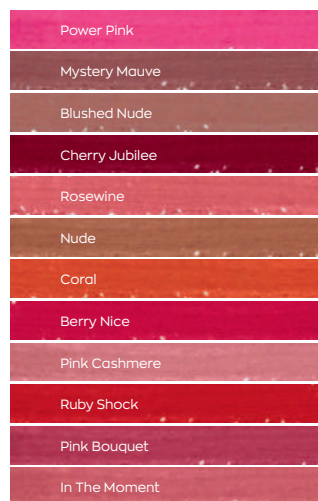 Power Pink
Mystery Mauve
Blushed Nude
Cherry Jubilee
Rosewine
Nude
Coral
Berry Nice
Pink Cashmere
Ruby Shock
Pink Bouquet
In The Moment